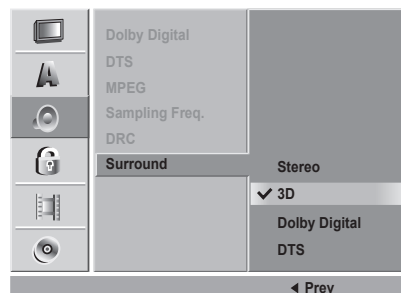 Dolby Digital
DTS
MPEG
Sampling Freq.
DRC
Surround
Stereo
✔ 3D
Dolby Digital
DTS
◀ Prev